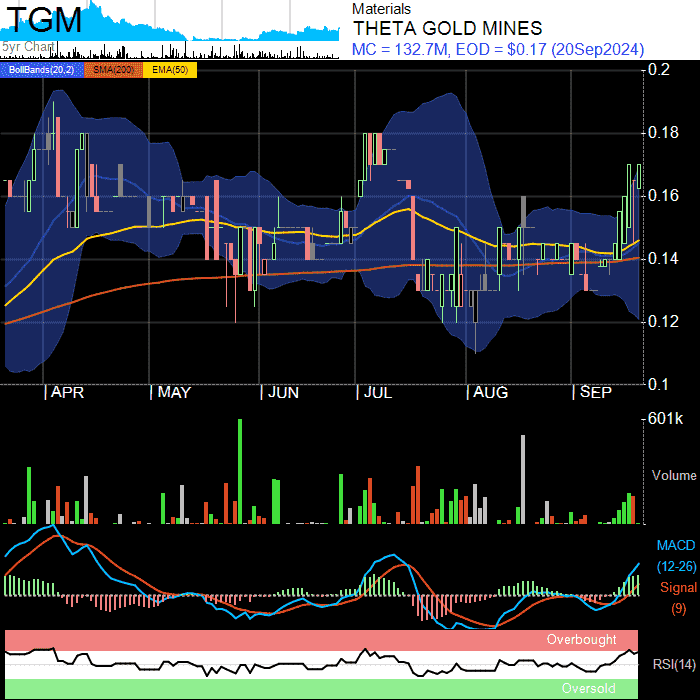 TGM
5yr Chart
Materials
THETA GOLD MINES
MC = 132.7M, EOD = $0.17 (20Sep2024)
BollBands(20,2) SMA(200) EMA(50)
0.2
0.18
0.16
0.14
0.12
0.1
APR MAY JUN JUL AUG SEP
601k
Volume
MACD
(12-26)
Signal
(9)
Overbought
RSI(14)
Oversold